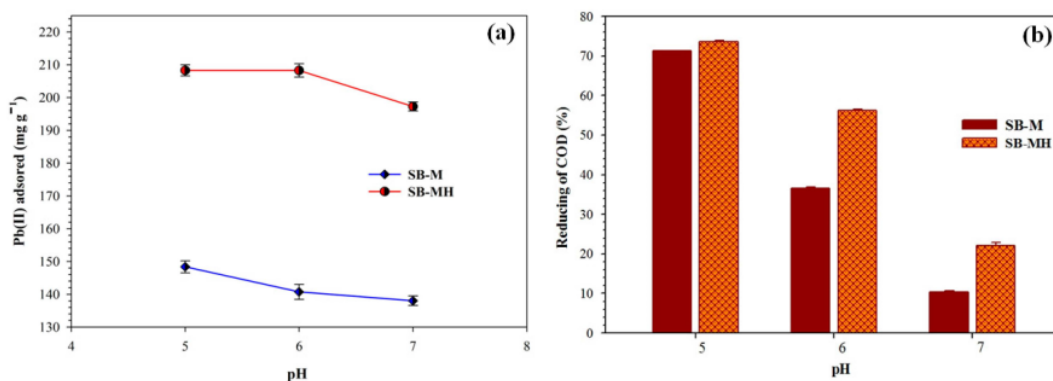 (a)
220
210
200
190
180
170
160
150
140
130
4 5 6 7 8
pH
Pb(II) adsored (mg g⁻¹)
SB-M
SB-MH
(b)
80
70
60
50
40
30
20
10
0
5 6 7
pH
Reducing of COD (%)
SB-M
SB-MH